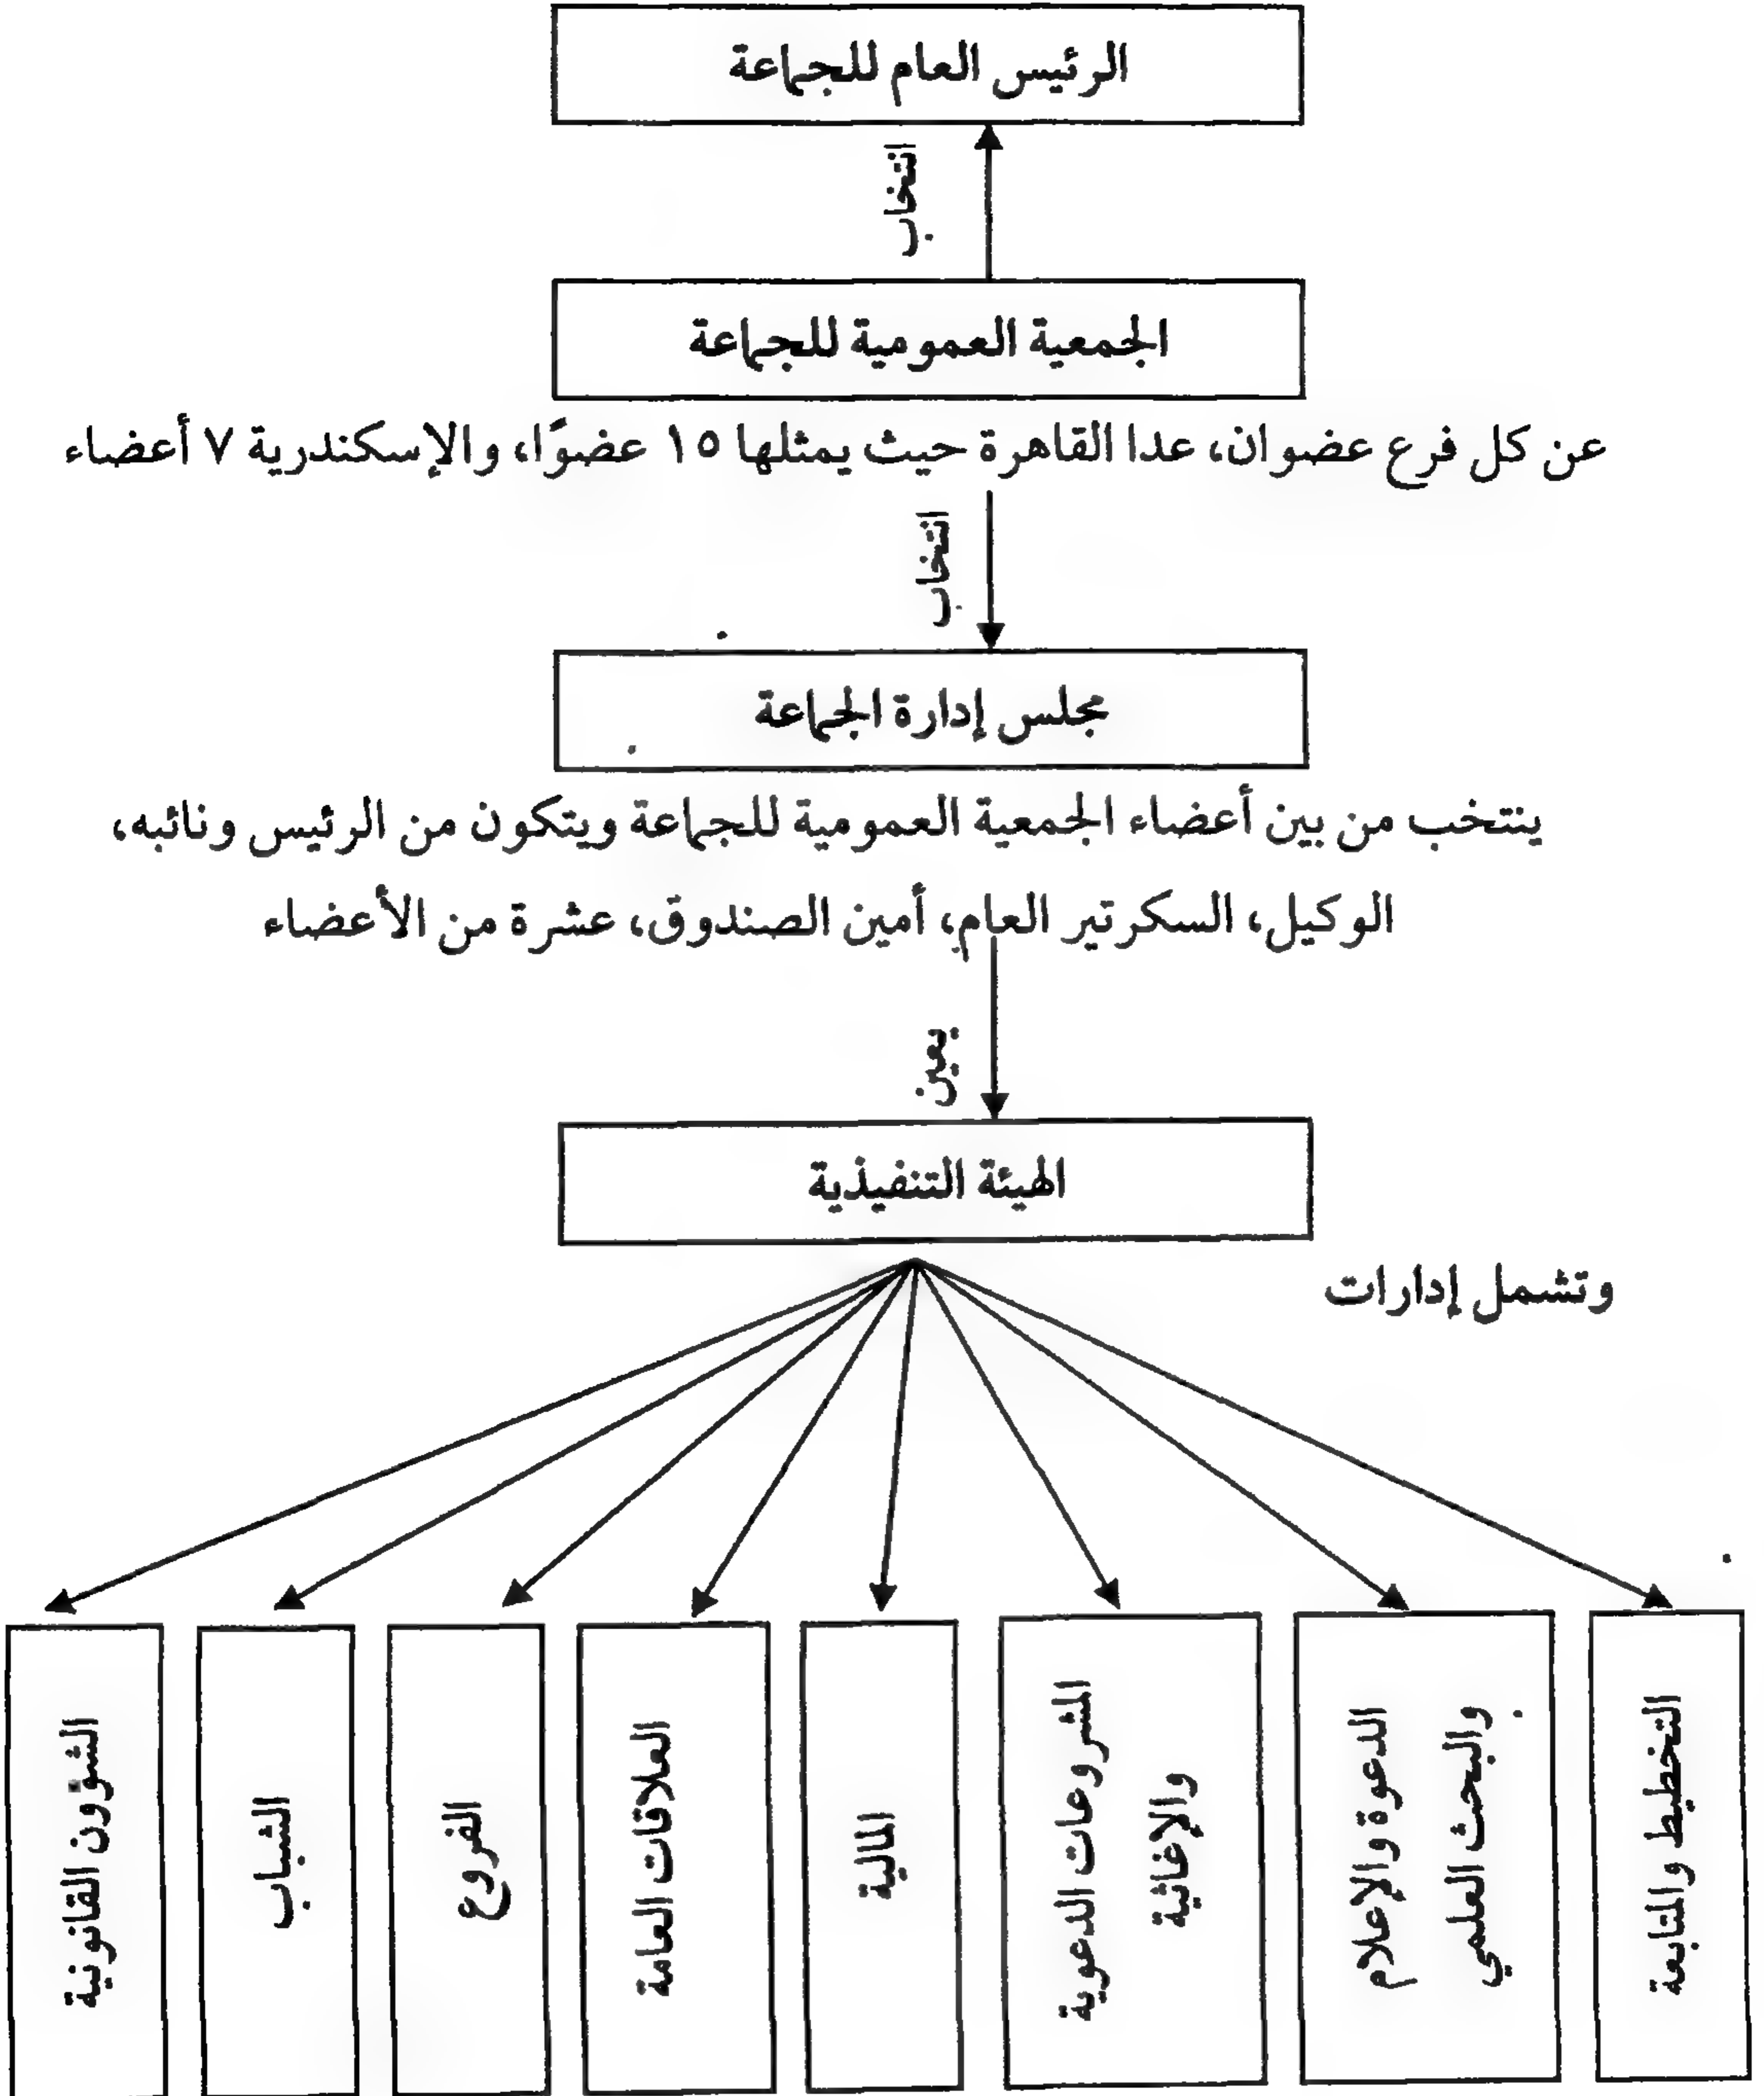 الرئيس العام للجماعة
انتخاب
الجمعية العمومية للجماعة
عن كل فرع عضوان، عدا القاهرة حيث يمثلها ١٥ عضوًا، والإسكندرية ٧ أعضاء
انتخاب
مجلس إدارة الجماعة
ينتخب من بين أعضاء الجمعية العمومية للجماعة ويتكون من الرئيس ونائبه،
الوكيل، السكرتير العام، أمين الصندوق، عشرة من الأعضاء
يعين
الهيئة التنفيذية
وتشمل إدارات
التخطيط والمتابعة
الدعوة والإعلام
والبحث العلمي
المشروعات الدعوية
والإغاثية
المالية
العلاقات العامة
الفروع
الشباب
الشؤون القانونية